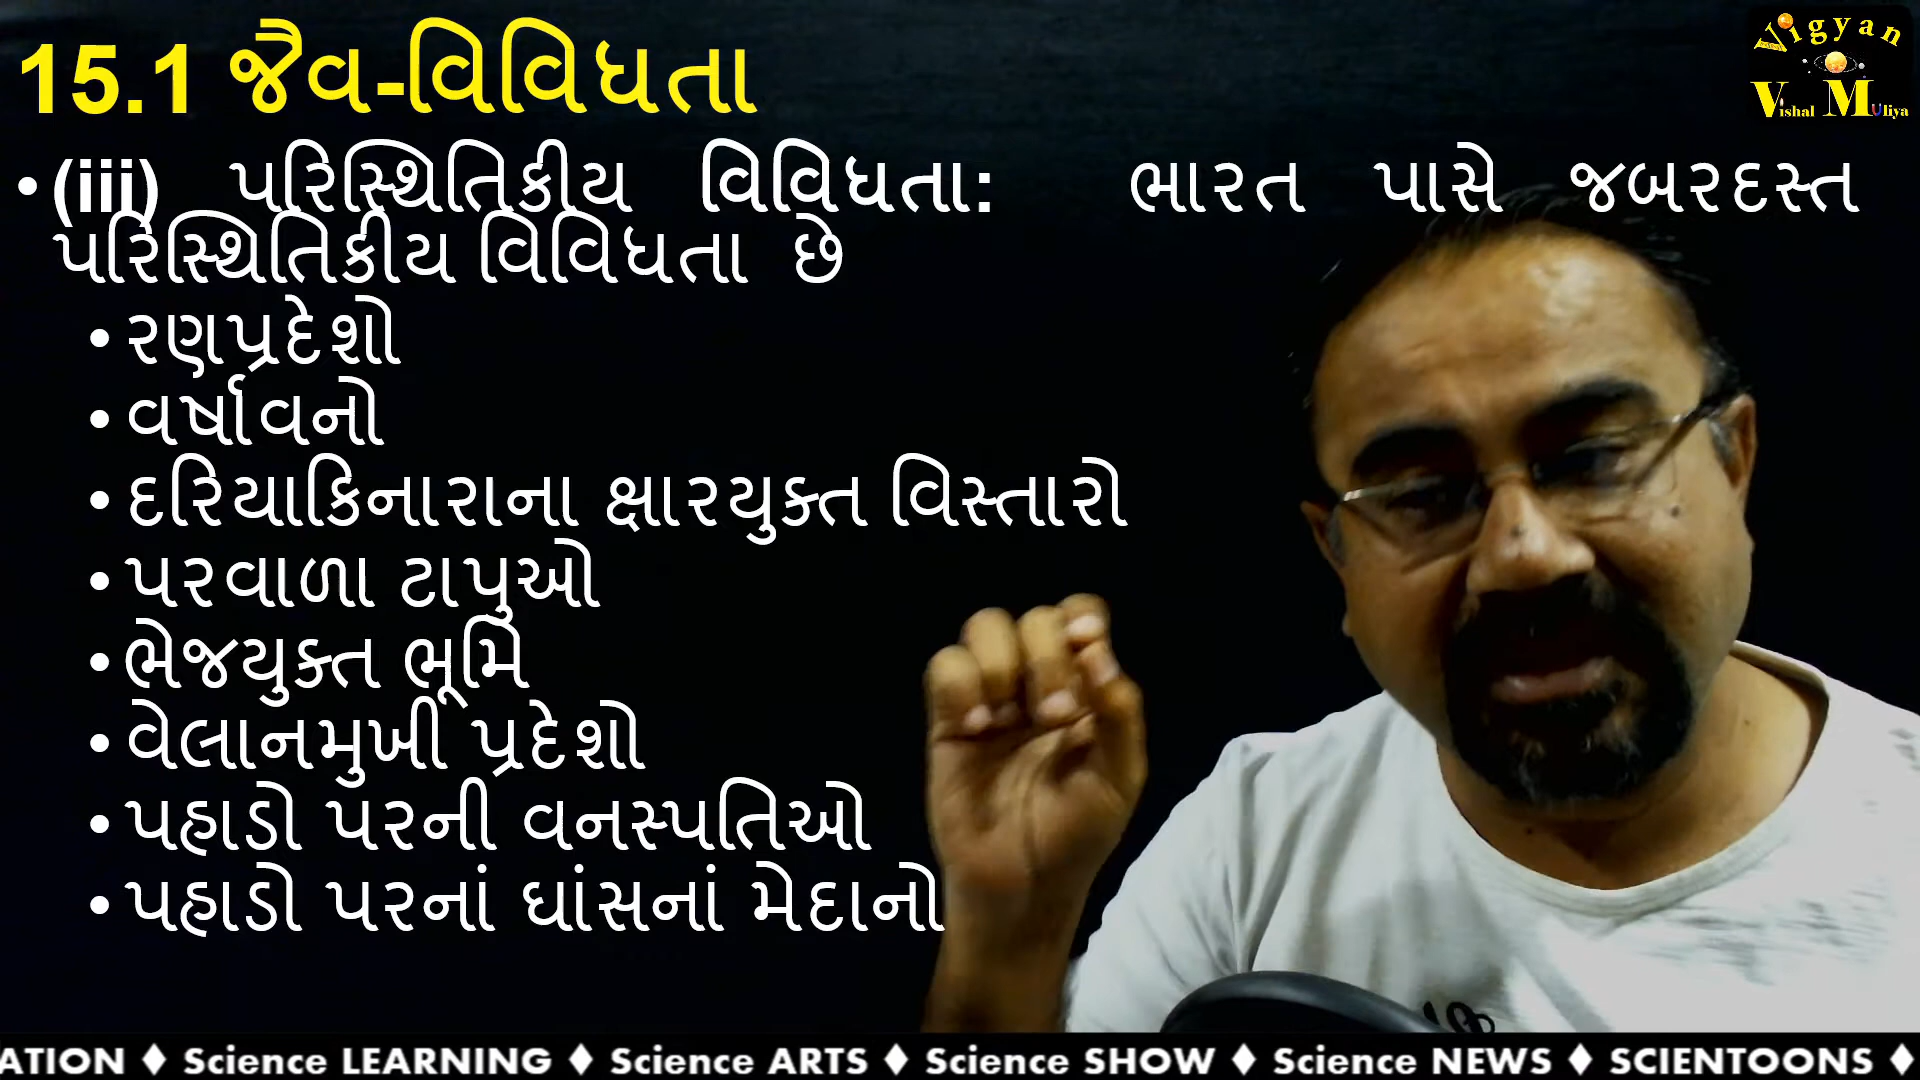 15.1 જૈવ-વિવિધતા
Vigyan
Vishal MUliya
• (iii) પરિસ્થિતિકીય વિવિધતા: ભારત પાસે જબરદસ્ત
પરિસ્થિતિકીય વિવિધતા છે
• રણપ્રદેશો
• વર્ષાવનો
• દરિયાકિનારાના ક્ષારયુક્ત વિસ્તારો
• પરવાળા ટાપુઓ
• ભેજયુક્ત ભૂમિ
• વેલાનમુખી પ્રદેશો
• પહાડો પરની વનસ્પતિઓ
• પહાડો પરનાં ઘાંસનાં મેદાનો
ATION ♦ Science LEARNING ♦ Science ARTS ♦ Science SHOW ♦ Science NEWS ♦ SCIENTOONS ♦